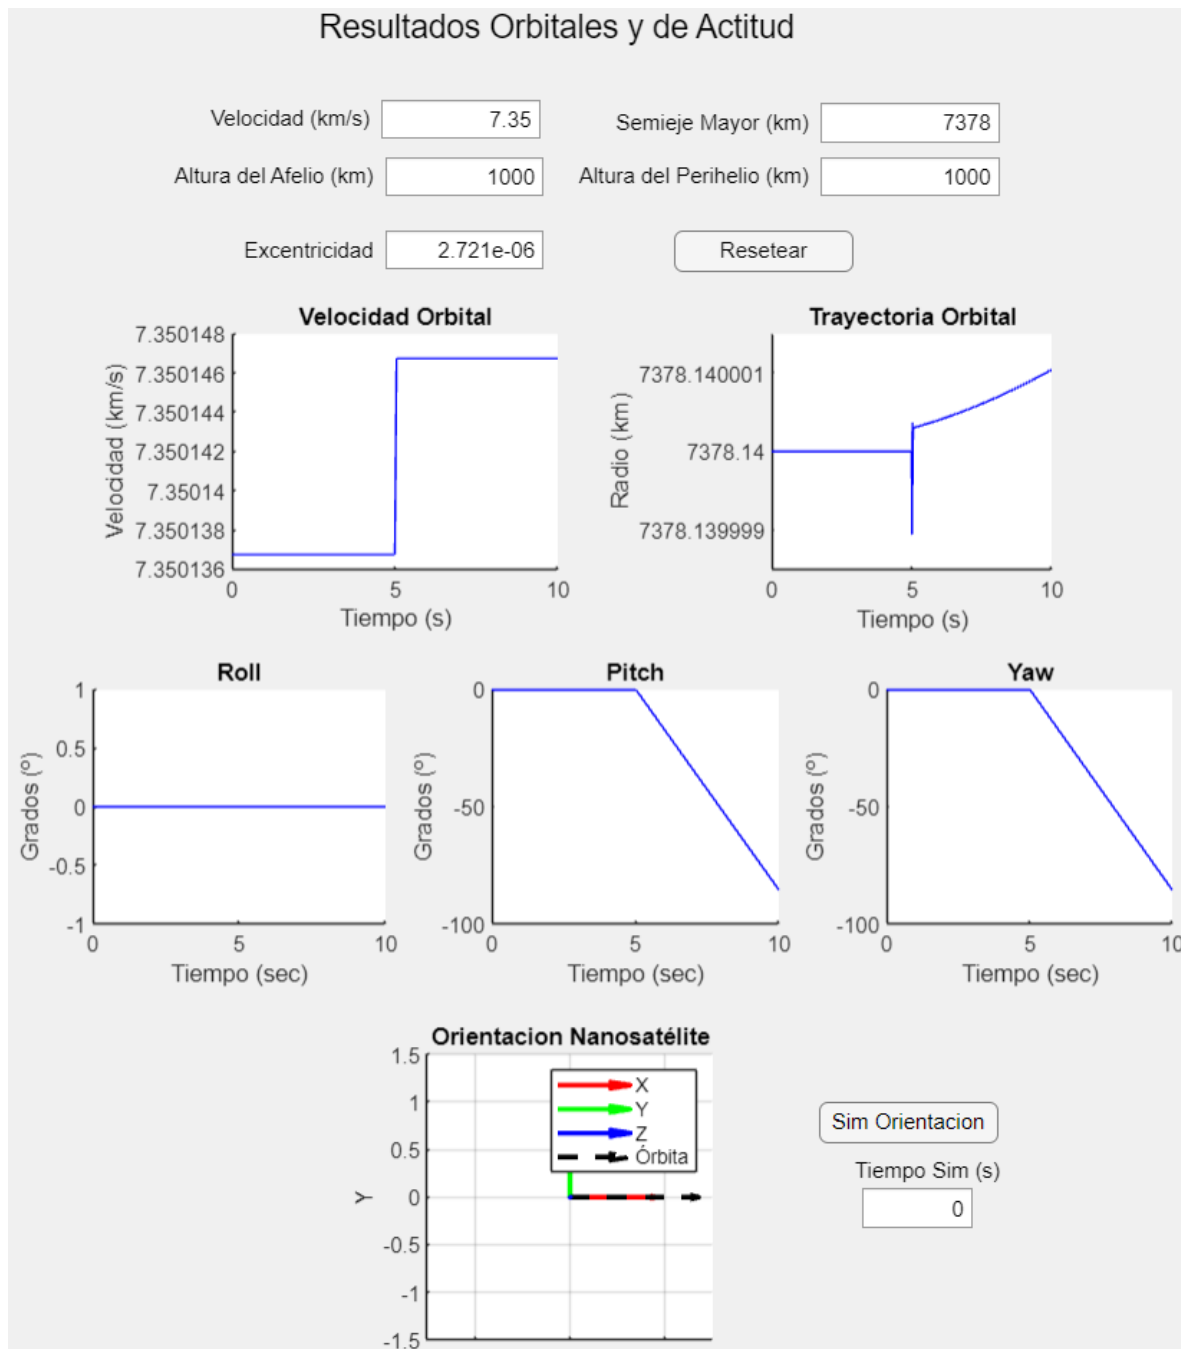 Resultados Orbitales y de Actitud
Velocidad (km/s) 7.35 Semieje Mayor (km) 7378
Altura del Afelio (km) 1000 Altura del Perihelio (km) 1000
Excentricidad 2.721e-06 Resetear
Velocidad Orbital
7.350148
7.350146
7.350144
7.350142
7.35014
7.350138
7.350136
Velocidad (km/s)
0 5 10
Tiempo (s)
Trayectoria Orbital
7378.140001
7378.14
7378.139999
Radio (km)
0 5 10
Tiempo (s)
Roll
1
0.5
0
-0.5
-1
Grados (º)
0 5 10
Tiempo (sec)
Pitch
0
-50
-100
Grados (º)
0 5 10
Tiempo (sec)
Yaw
0
-50
-100
Grados (º)
0 5 10
Tiempo (sec)
Orientacion Nanosatélite
1.5
1
0.5
0
-0.5
-1
-1.5
Y
X
Y
Z
Órbita
Sim Orientacion
Tiempo Sim (s)
0